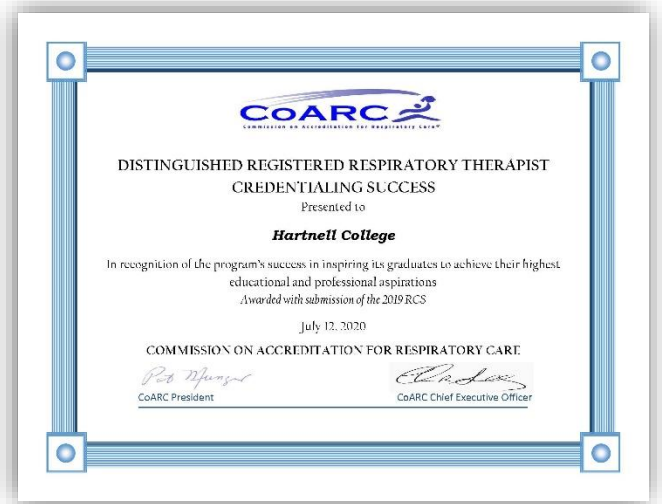 CoARC
Commission on Accreditation for Respiratory Care®
DISTINGUISHED REGISTERED RESPIRATORY THERAPIST
CREDENTIALING SUCCESS
Presented to
Hartnell College
In recognition of the program's success in inspiring its graduates to achieve their highest
educational and professional aspirations
Awarded with submission of the 2019 RCS
July 12, 2020
COMMISSION ON ACCREDITATION FOR RESPIRATORY CARE
Pat Munzer
CoARC President
CoARC Chief Executive Officer